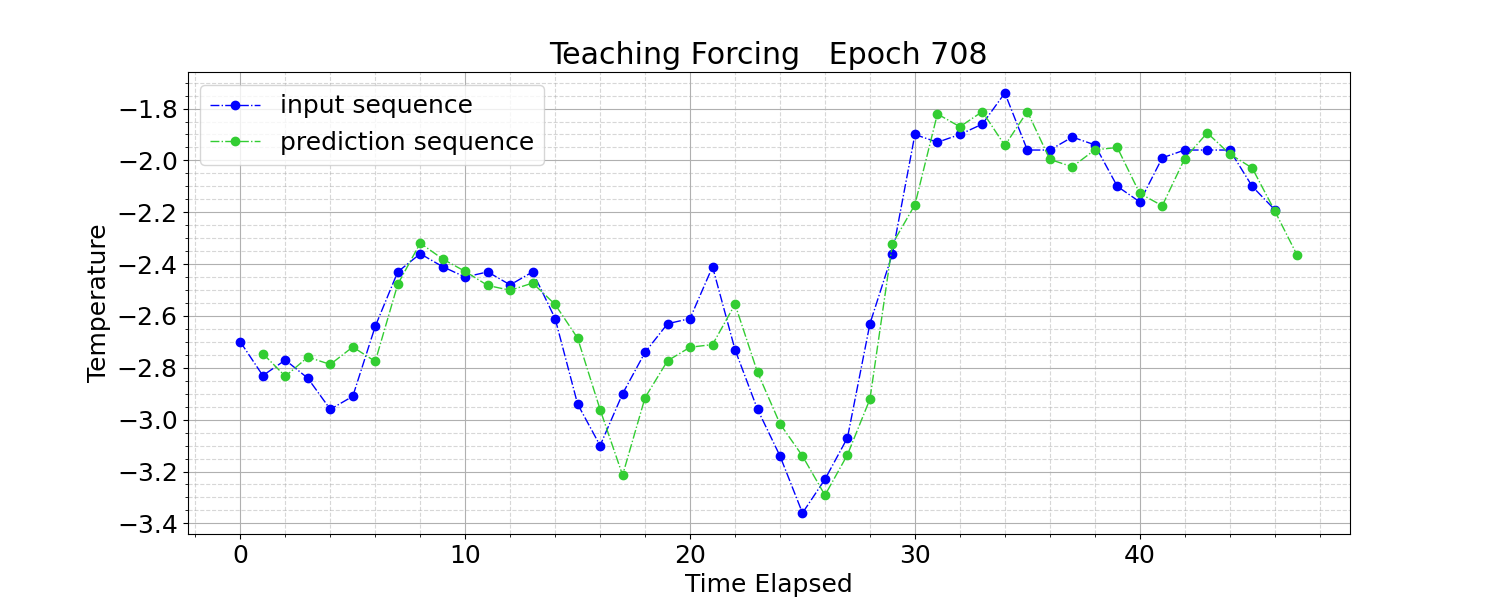 Teaching Forcing   Epoch 708
input sequence
prediction sequence
Temperature
−1.8
−2.0
−2.2
−2.4
−2.6
−2.8
−3.0
−3.2
−3.4
0 10 20 30 40
Time Elapsed